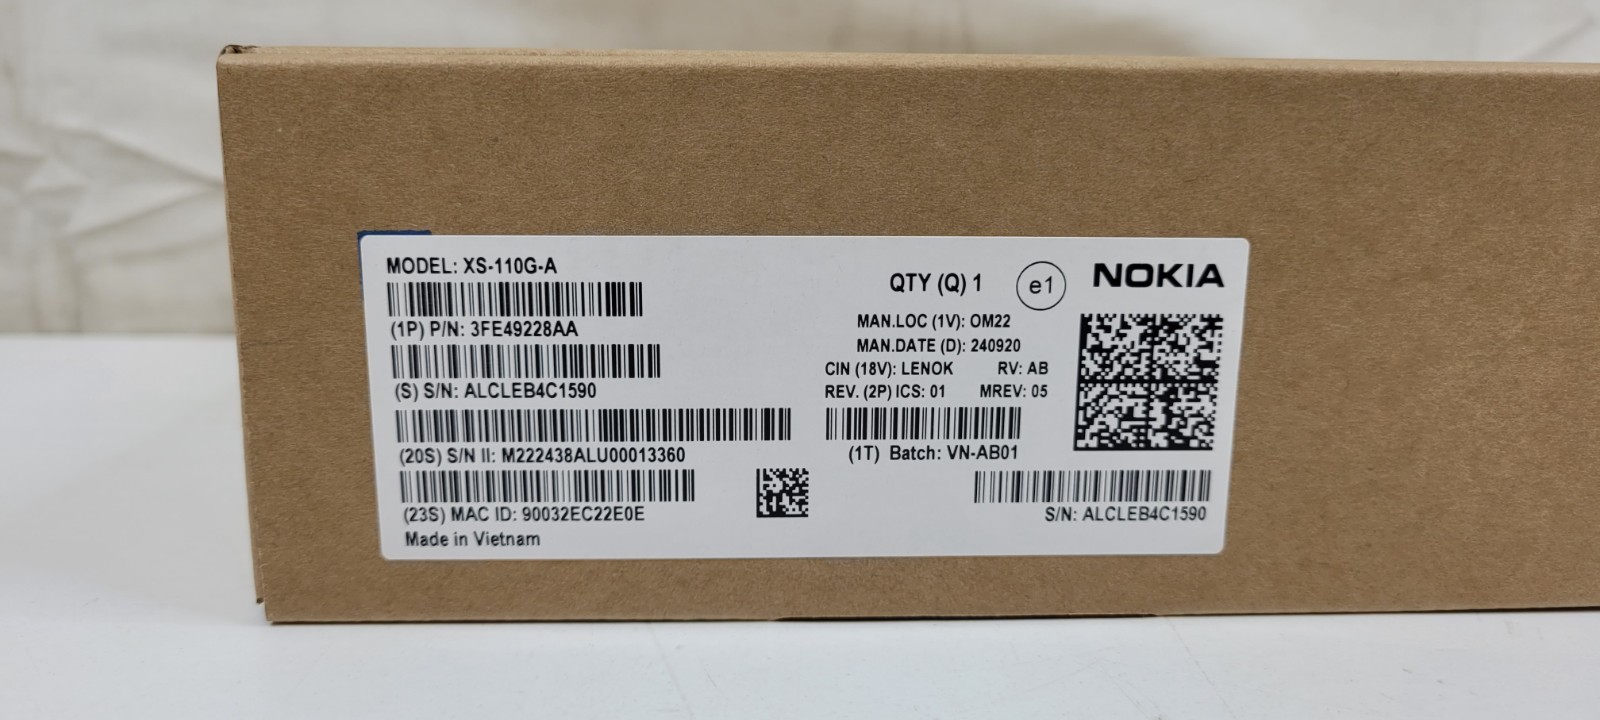 MODEL: XS-110G-A
(1P) P/N: 3FE49228AA
(S) S/N: ALCLEB4C1590
(20S) S/N II: M222438ALU00013360
(23S) MAC ID: 90032EC22E0E
Made in Vietnam
QTY (Q) 1
e1
NOKIA
MAN.LOC (1V): OM22
MAN.DATE (D): 240920
CIN (18V): LENOK RV: AB
REV. (2P) ICS: 01 MREV: 05
(1T) Batch: VN-AB01
S/N: ALCLEB4C1590